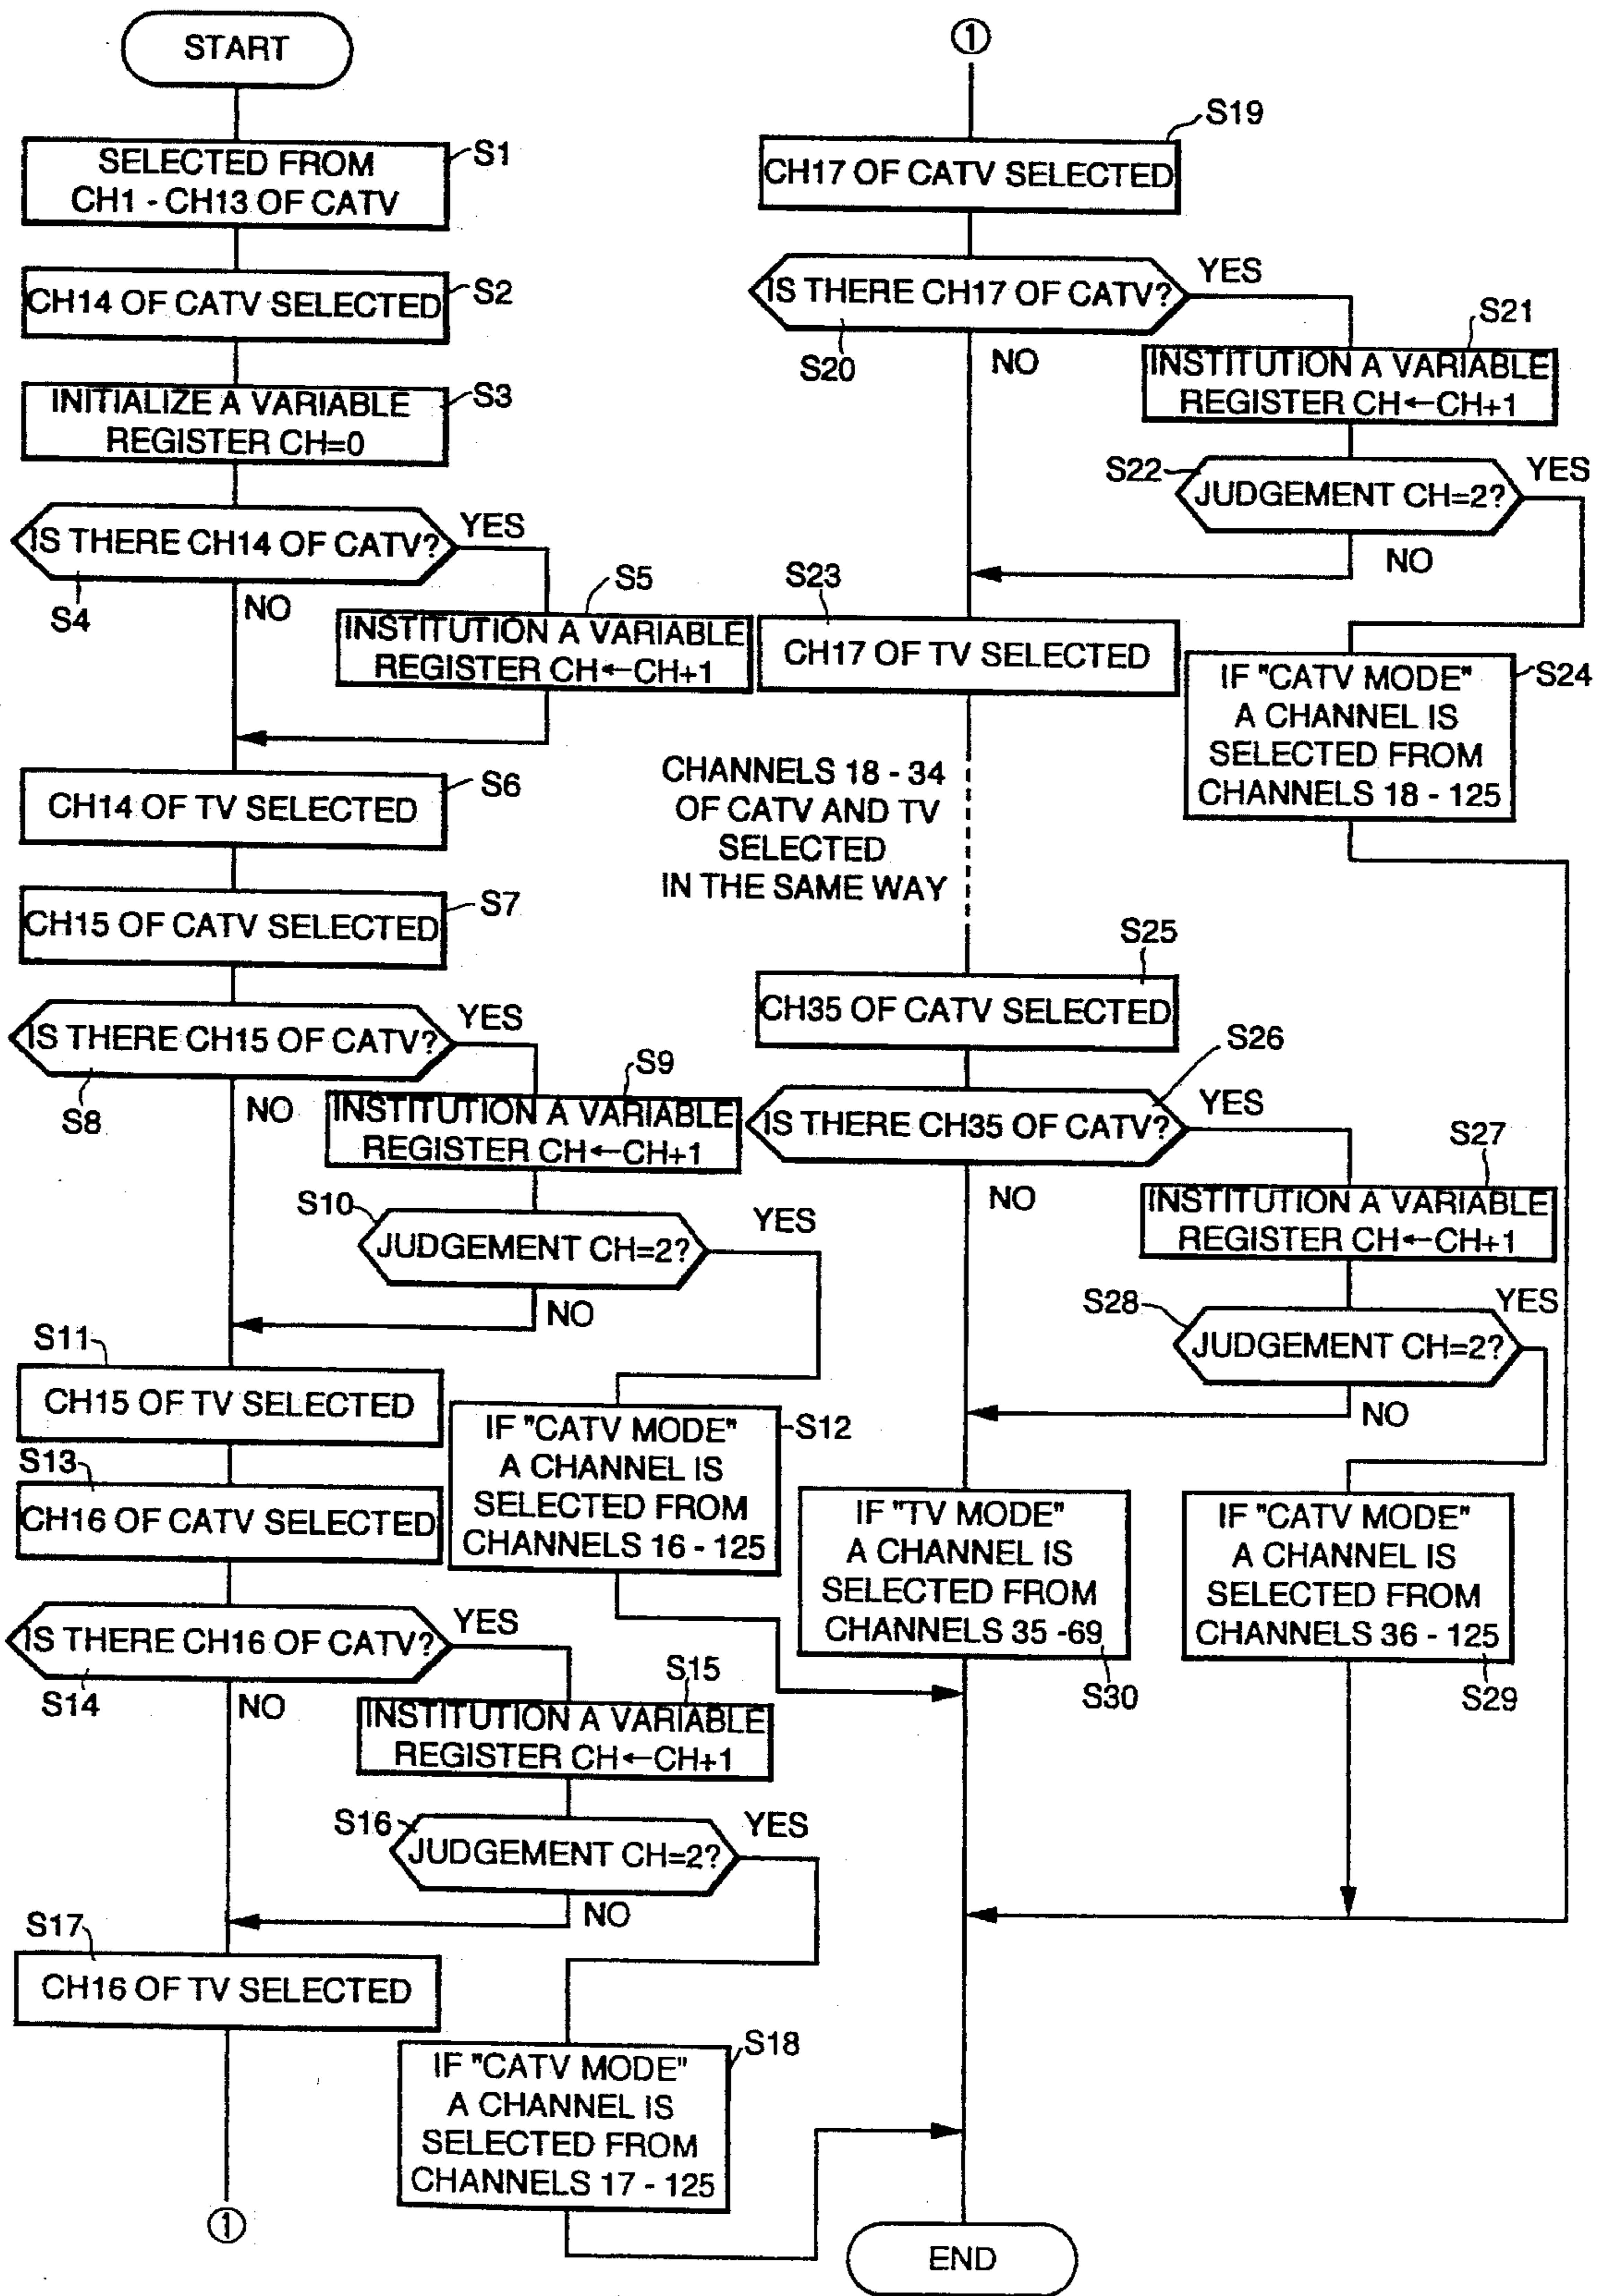 START
SELECTED FROM
CH1 - CH13 OF CATV
S1
CH14 OF CATV SELECTED
S2
INITIALIZE A VARIABLE
REGISTER CH=0
S3
IS THERE CH14 OF CATV?
YES
S4
NO
S5
INSTITUTION A VARIABLE
REGISTER CH←CH+1
CH14 OF TV SELECTED
S6
CH15 OF CATV SELECTED
S7
IS THERE CH15 OF CATV?
YES
S8
NO
S9
INSTITUTION A VARIABLE
REGISTER CH←CH+1
S10
JUDGEMENT CH=2?
YES
NO
S11
CH15 OF TV SELECTED
S12
IF "CATV MODE"
A CHANNEL IS
SELECTED FROM
CHANNELS 16 - 125
S13
CH16 OF CATV SELECTED
IS THERE CH16 OF CATV?
YES
S14
NO
S15
INSTITUTION A VARIABLE
REGISTER CH←CH+1
S16
JUDGEMENT CH=2?
YES
NO
S17
CH16 OF TV SELECTED
S18
IF "CATV MODE"
A CHANNEL IS
SELECTED FROM
CHANNELS 17 - 125
①
①
S19
CH17 OF CATV SELECTED
IS THERE CH17 OF CATV?
YES
S20
NO
S21
INSTITUTION A VARIABLE
REGISTER CH←CH+1
S22
JUDGEMENT CH=2?
YES
NO
S23
CH17 OF TV SELECTED
S24
IF "CATV MODE"
A CHANNEL IS
SELECTED FROM
CHANNELS 18 - 125
CHANNELS 18 - 34
OF CATV AND TV
SELECTED
IN THE SAME WAY
S25
CH35 OF CATV SELECTED
S26
IS THERE CH35 OF CATV?
YES
NO
S27
INSTITUTION A VARIABLE
REGISTER CH←CH+1
S28
JUDGEMENT CH=2?
YES
NO
IF "TV MODE"
A CHANNEL IS
SELECTED FROM
CHANNELS 35 -69
S30
IF "CATV MODE"
A CHANNEL IS
SELECTED FROM
CHANNELS 36 - 125
S29
END